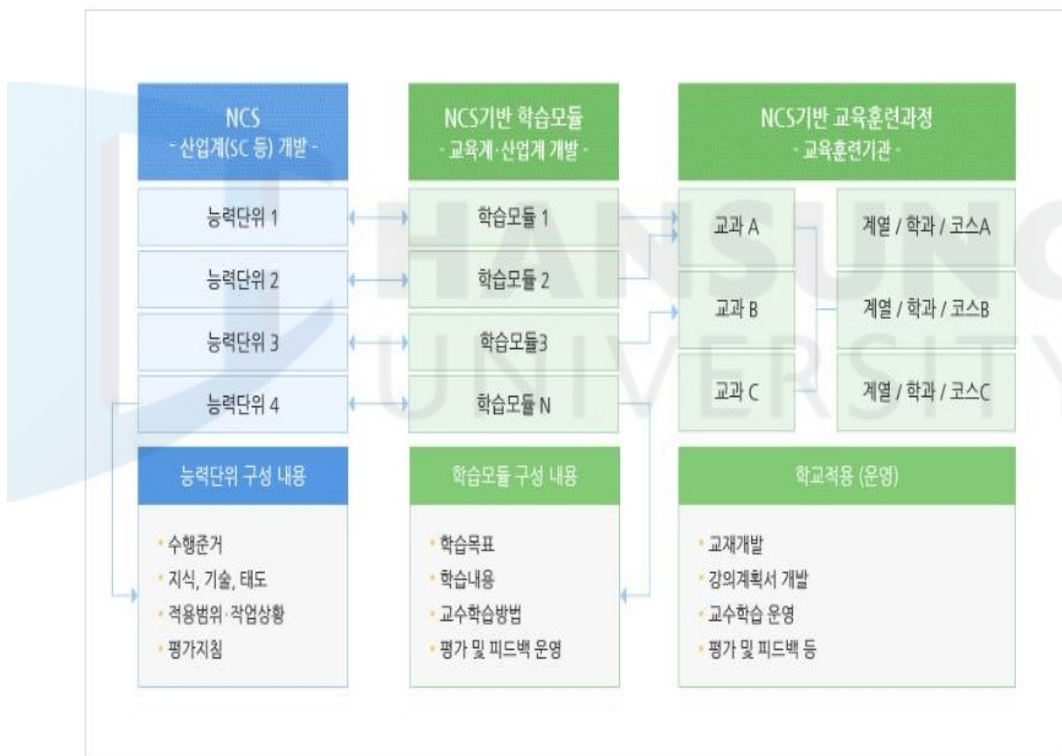 NCS
- 산업계(SC 등) 개발 -
능력단위 1
능력단위 2
능력단위 3
능력단위 4
능력단위 구성 내용
• 수행준거
• 지식, 기술, 태도
• 적용범위·작업상황
• 평가지침
NCS기반 학습모듈
- 교육계·산업계 개발 -
학습모듈 1
학습모듈 2
학습모듈3
학습모듈 N
학습모듈 구성 내용
• 학습목표
• 학습내용
• 교수학습방법
• 평가 및 피드백 운영
NCS기반 교육훈련과정
- 교육훈련기관 -
교과 A
계열 / 학과 / 코스A
교과 B
계열 / 학과 / 코스B
교과 C
계열 / 학과 / 코스C
학교적용 (운영)
• 교재개발
• 강의계획서 개발
• 교수학습 운영
• 평가 및 피드백 등
HANSUNG
UNIVERSITY